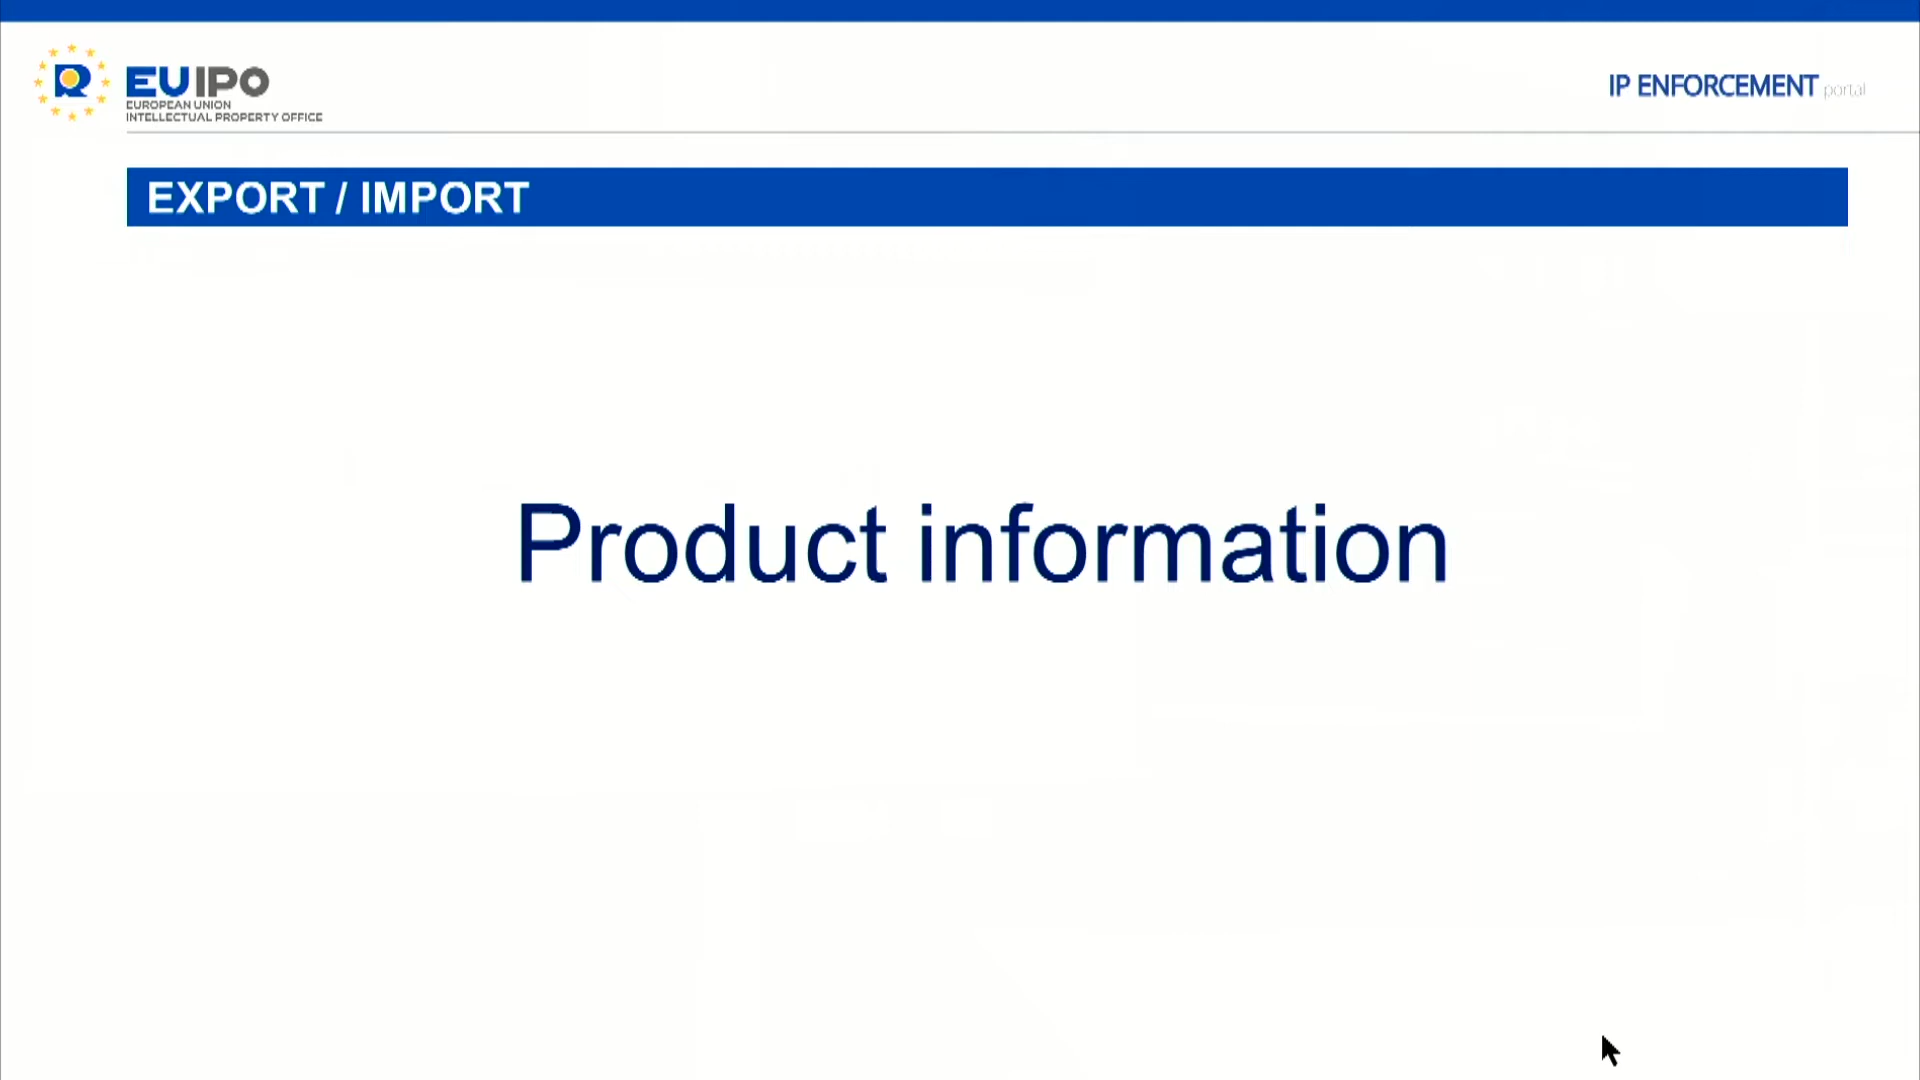 EUIPO
EUROPEAN UNION
INTELLECTUAL PROPERTY OFFICE
IP ENFORCEMENT portal
EXPORT / IMPORT
Product information